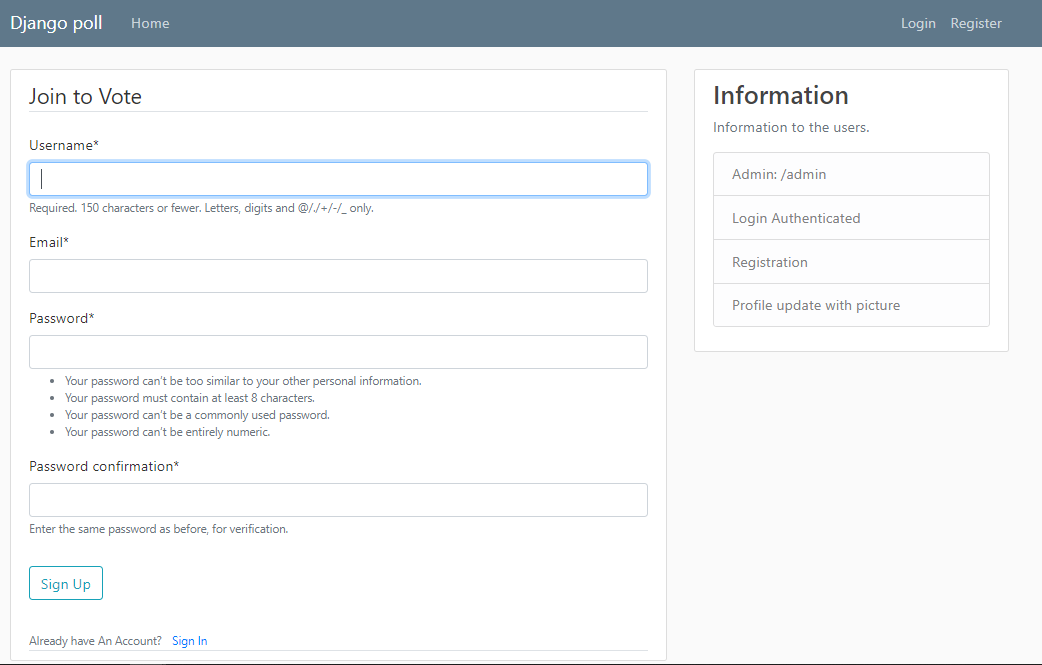 Django poll Home Login Register
Join to Vote
Username*
Required. 150 characters or fewer. Letters, digits and @/./+/-/_ only.
Email*
Password*
• Your password can't be too similar to your other personal information.
• Your password must contain at least 8 characters.
• Your password can't be a commonly used password.
• Your password can't be entirely numeric.
Password confirmation*
Enter the same password as before, for verification.
Sign Up
Already have An Account? Sign In
Information
Information to the users.
Admin: /admin
Login Authenticated
Registration
Profile update with picture